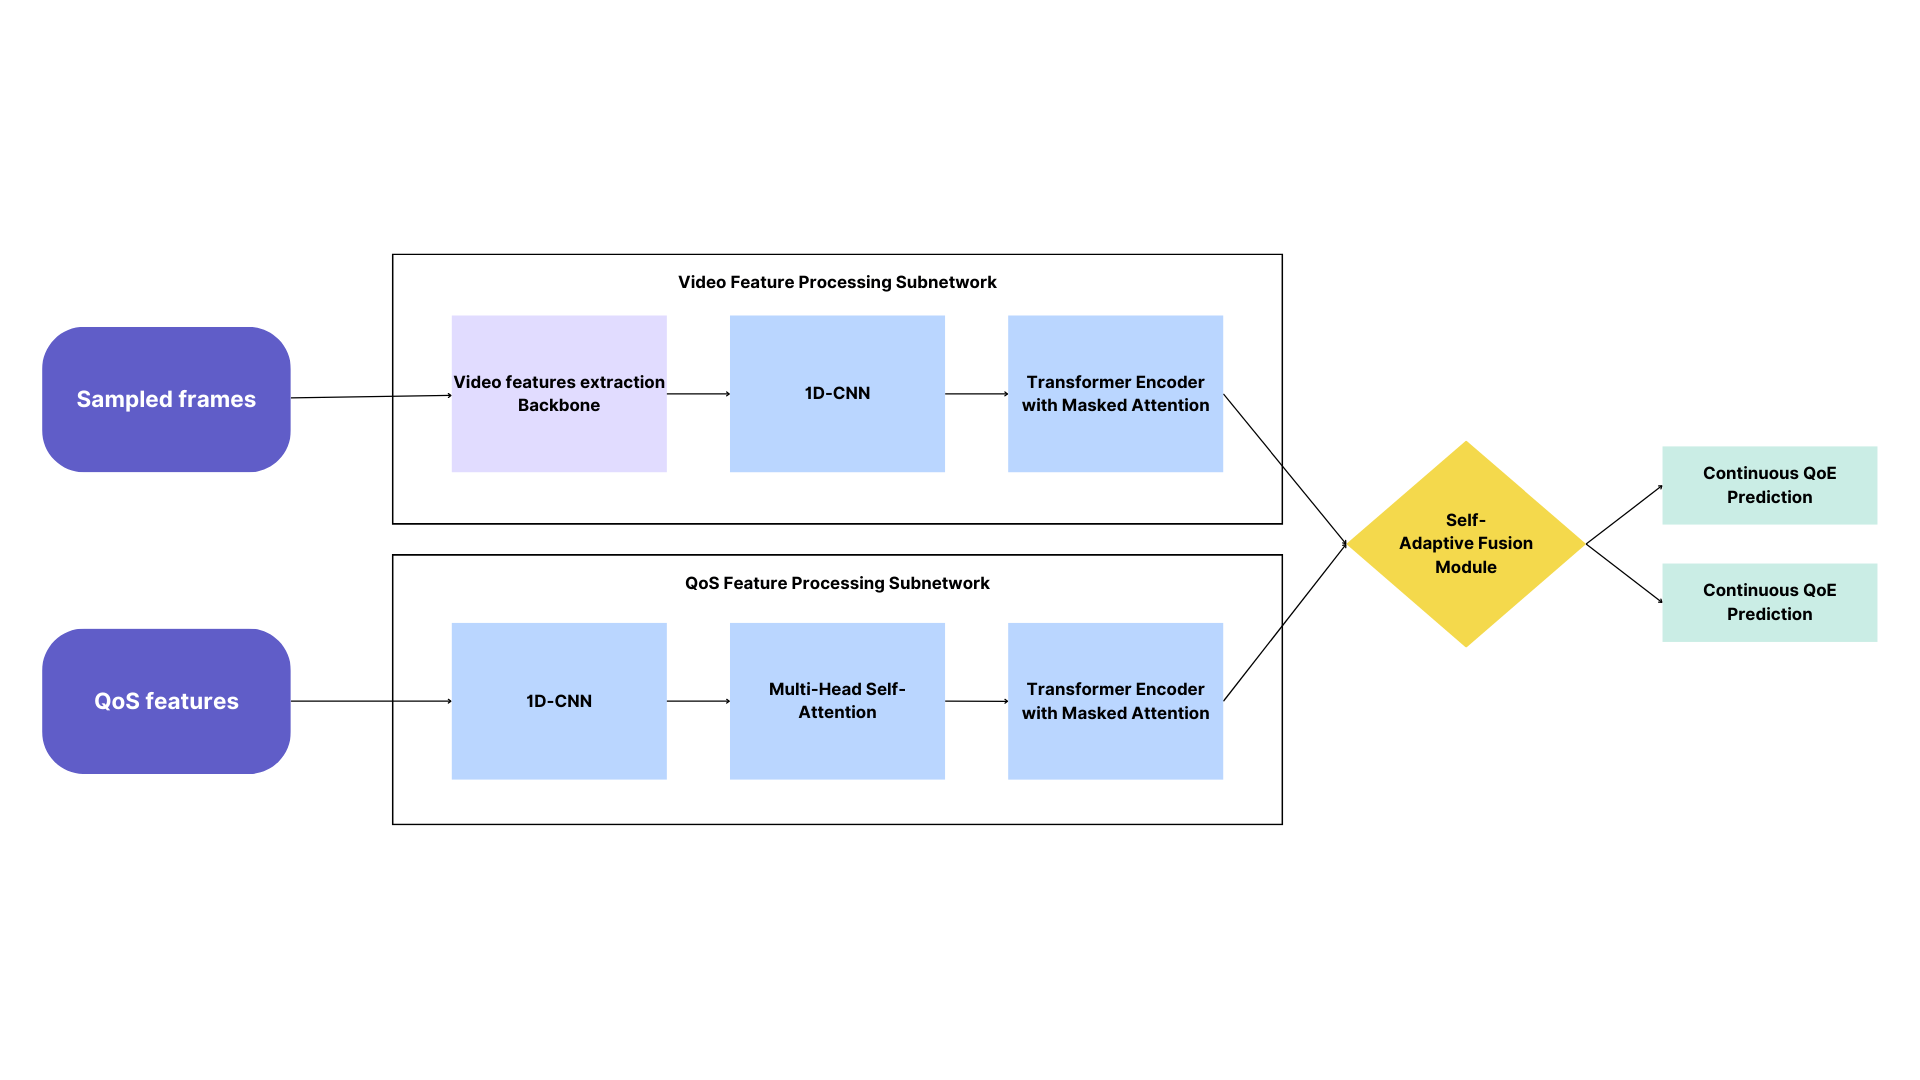 Video Feature Processing Subnetwork
Sampled frames
Video features extraction
Backbone
1D-CNN
Transformer Encoder
with Masked Attention
QoS Feature Processing Subnetwork
QoS features
1D-CNN
Multi-Head Self-
Attention
Transformer Encoder
with Masked Attention
Self-
Adaptive Fusion
Module
Continuous QoE
Prediction
Continuous QoE
Prediction